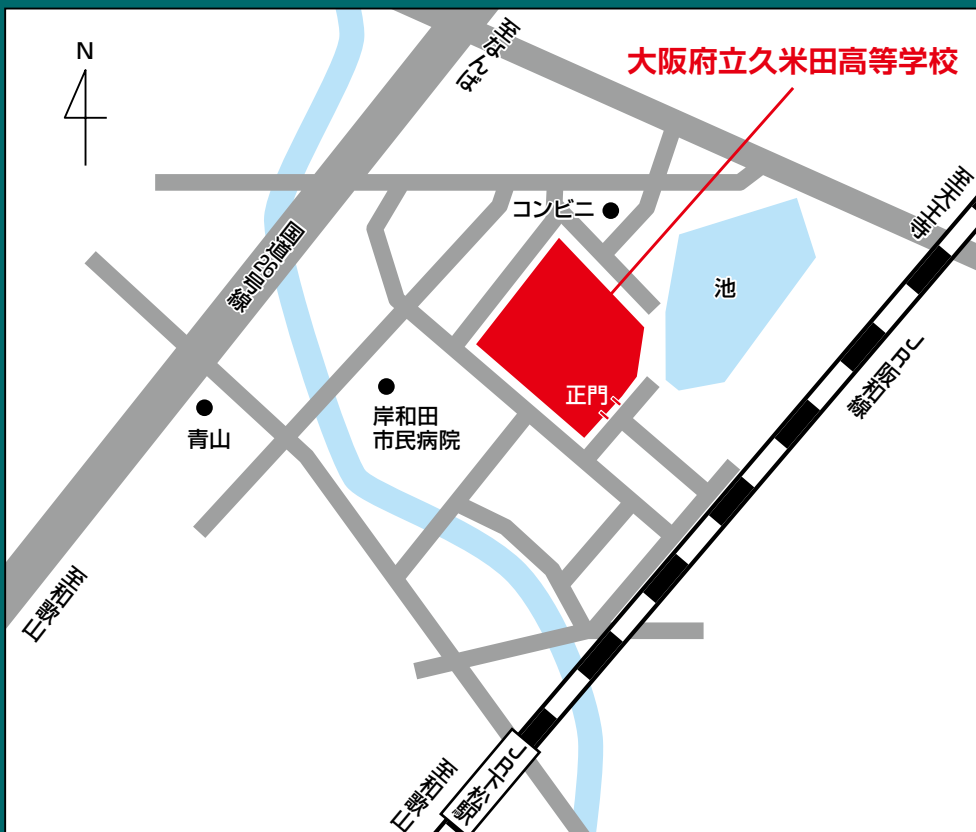 N
至なんば
大阪府立久米田高等学校
至天王寺
コンビニ
国道26号線
池
JR阪和線
正門
青山
岸和田
市民病院
至和歌山
至和歌山
JR下松駅